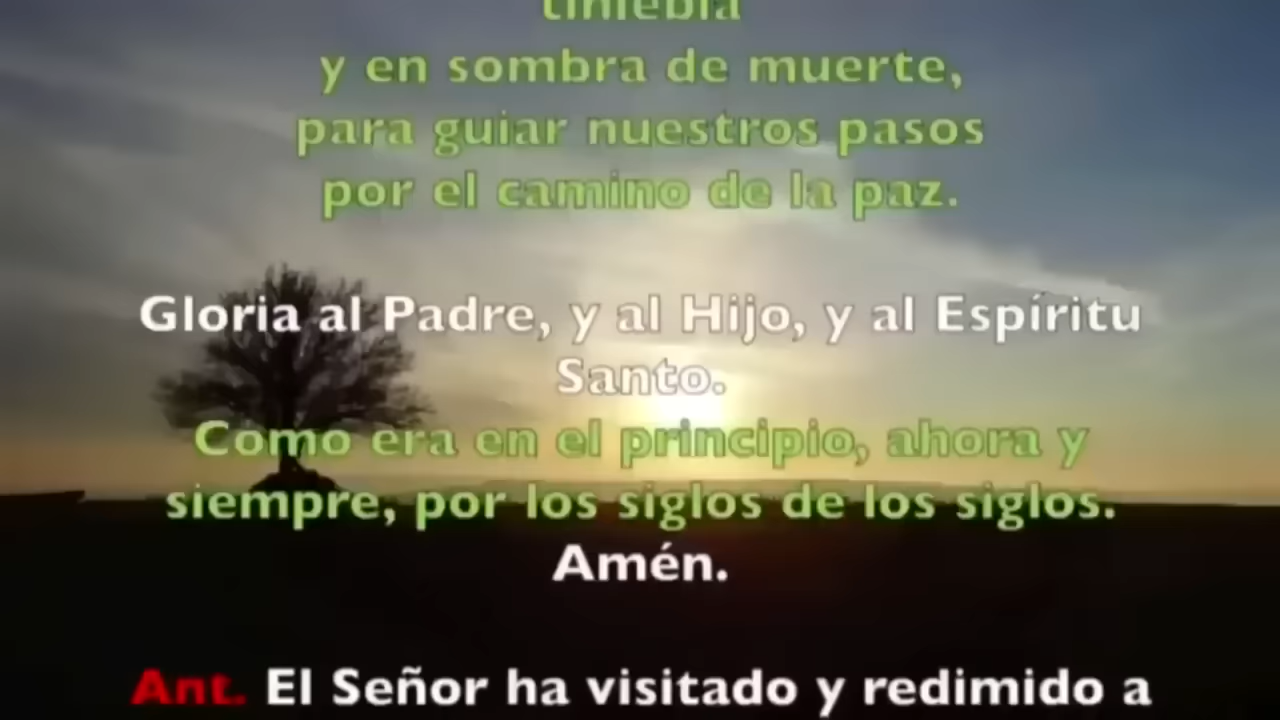 tiniebla
y en sombra de muerte,
para guiar nuestros pasos
por el camino de la paz.
Gloria al Padre, y al Hijo, y al Espíritu
Santo.
Como era en el principio, ahora y
siempre, por los siglos de los siglos.
Amén.
Ant. El Señor ha visitado y redimido a